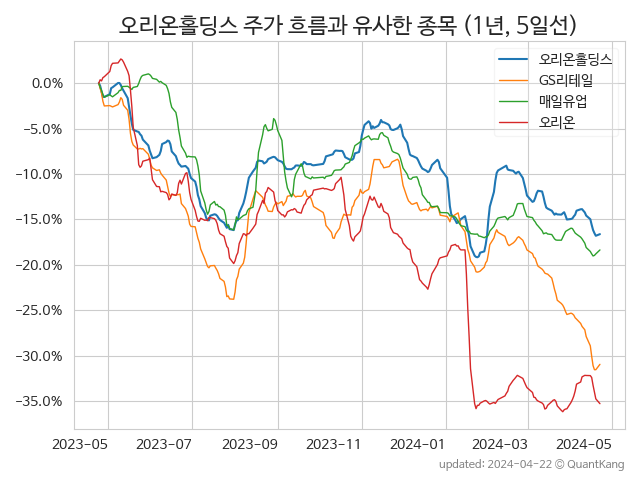 오리온홀딩스 주가 흐름과 유사한 종목 (1년, 5일선)
오리온홀딩스
GS리테일
매일유업
오리온
0.0%
−5.0%
−10.0%
−15.0%
−20.0%
−25.0%
−30.0%
−35.0%
2023-05 2023-07 2023-09 2023-11 2024-01 2024-03 2024-05
updated: 2024-04-22 ⓒ QuantKang